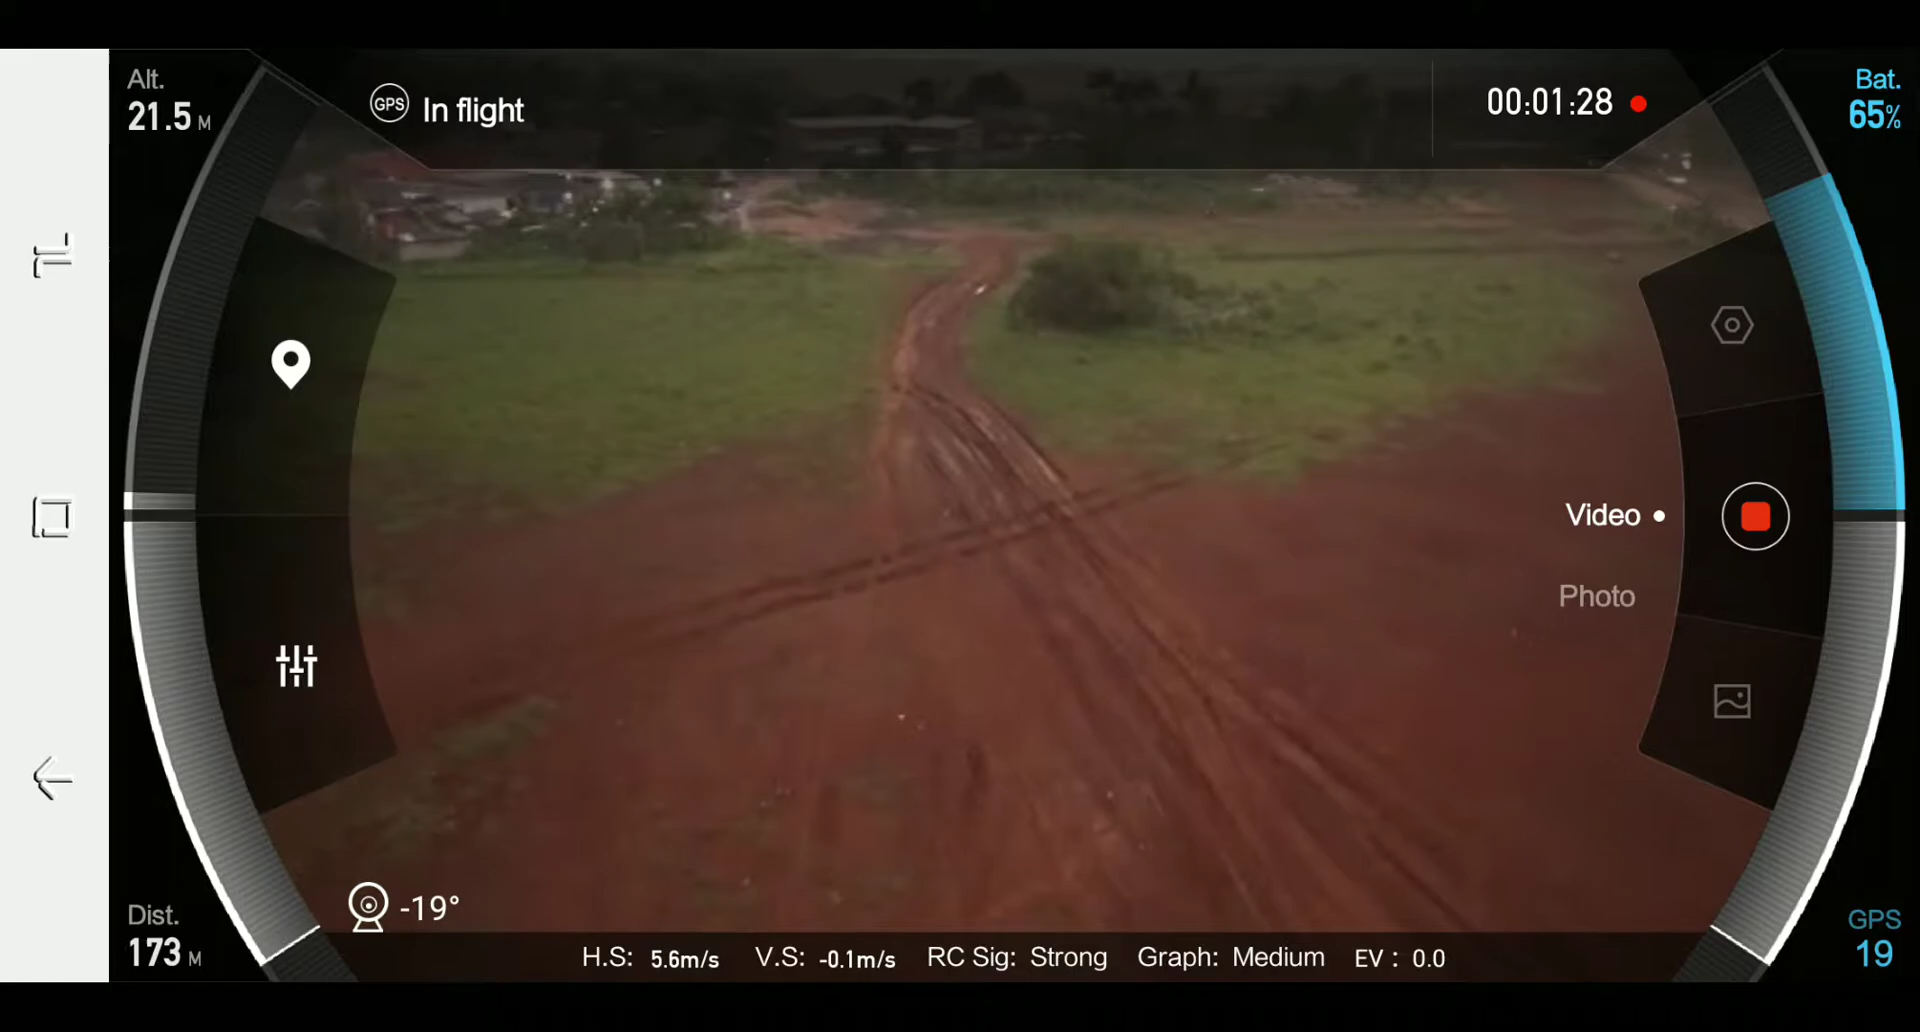 Alt.
21.5 M
GPS In flight
00:01:28
Bat.
65%
Video
Photo
-19°
Dist.
173 M
H.S: 5.6m/s V.S: -0.1m/s RC Sig: Strong Graph: Medium EV : 0.0
GPS
19